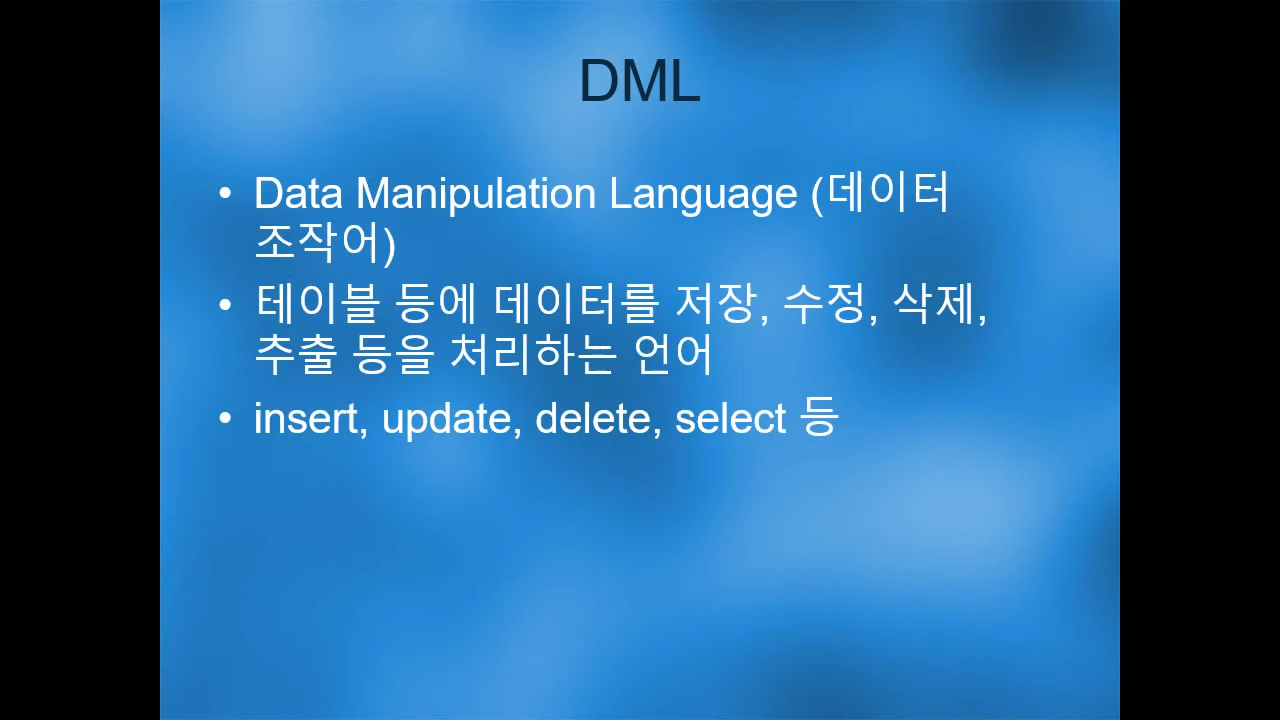 DML
• Data Manipulation Language (데이터
조작어)
• 테이블 등에 데이터를 저장, 수정, 삭제,
추출 등을 처리하는 언어
• insert, update, delete, select 등